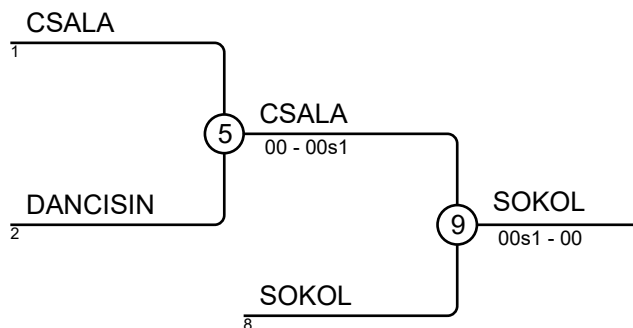 CSALA
1
5
CSALA
00 - 00s1
DANCISIN
2
9
SOKOL
00s1 - 00
SOKOL
8